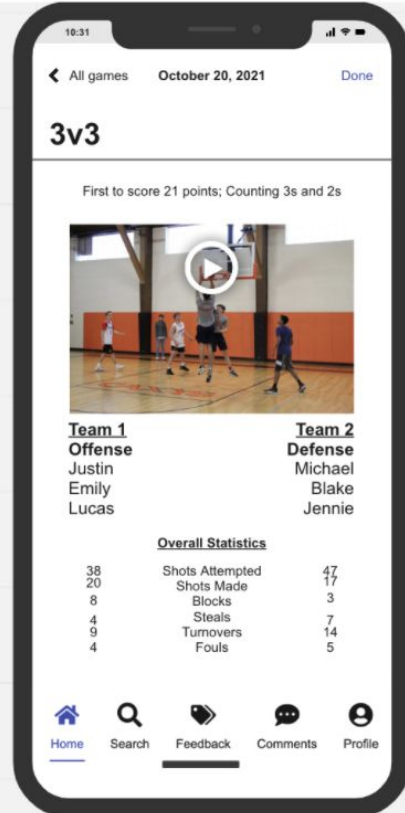 10:31
All games October 20, 2021 Done
3v3
First to score 21 points; Counting 3s and 2s
Team 1 Team 2
Offense Defense
Justin Michael
Emily Blake
Lucas Jennie
Overall Statistics
38 Shots Attempted 47
20 Shots Made 17
8 Blocks 3
4 Steals 7
9 Turnovers 14
4 Fouls 5
Home Search Feedback Comments Profile